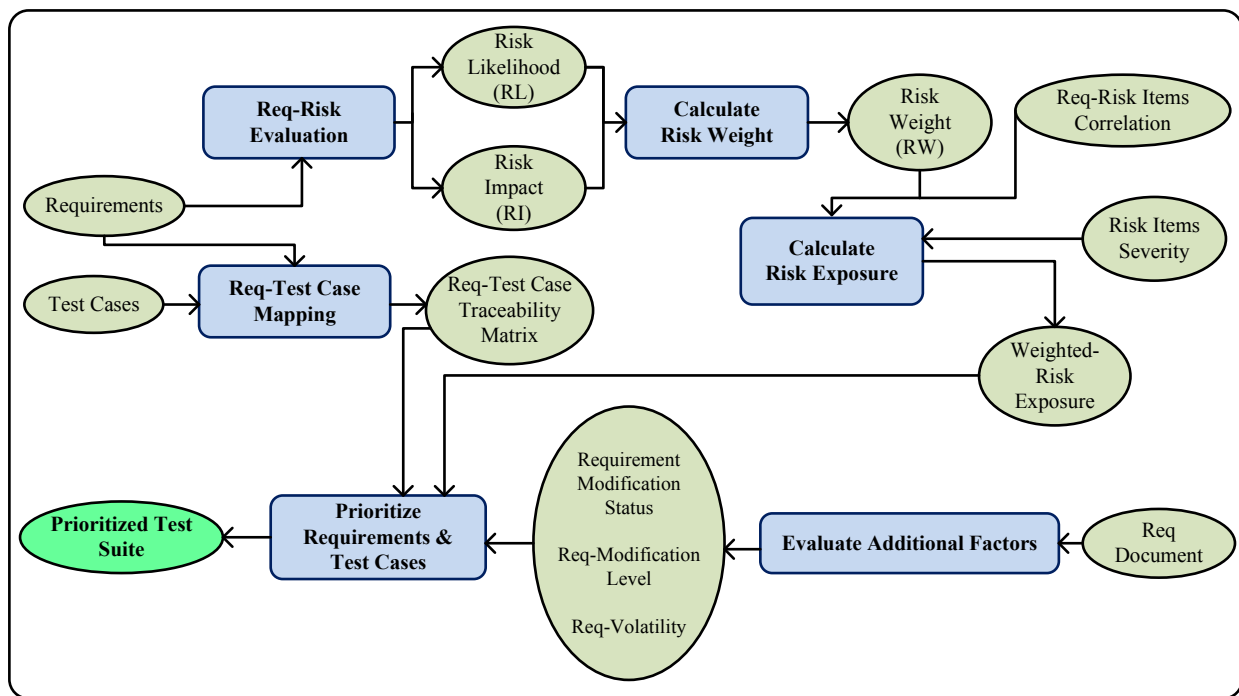 Risk
Likelihood
(RL)
Req-Risk
Evaluation
Calculate
Risk Weight
Risk
Weight
(RW)
Req-Risk Items
Correlation
Risk
Impact
(RI)
Requirements
Calculate
Risk Exposure
Risk Items
Severity
Test Cases
Req-Test Case
Mapping
Req-Test Case
Traceability
Matrix
Weighted-
Risk
Exposure
Requirement
Modification
Status
Req-Modification
Level
Req-Volatility
Prioritized Test
Suite
Prioritize
Requirements &
Test Cases
Evaluate Additional Factors
Req
Document